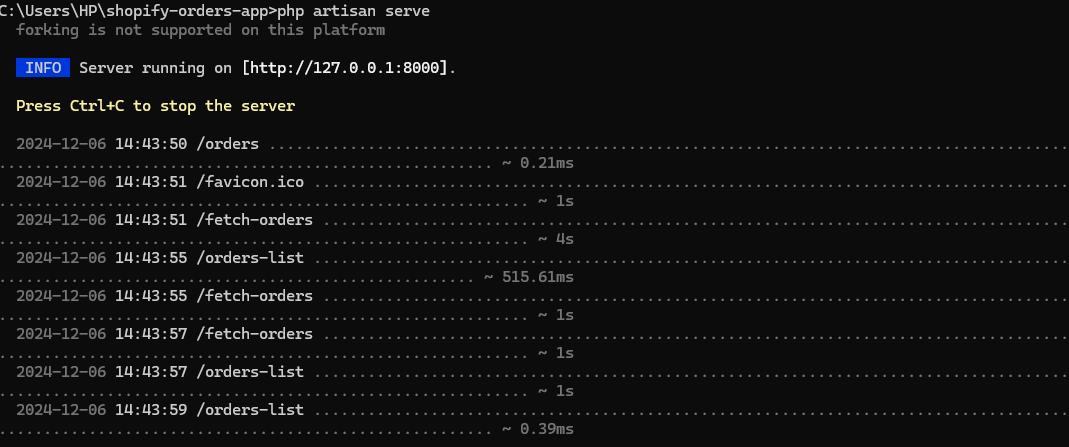 C:\Users\HP\shopify-orders-app>php artisan serve
forking is not supported on this platform
INFO Server running on [http://127.0.0.1:8000].
Press Ctrl+C to stop the server
2024-12-06 14:43:50 /orders ........................................................................................
....................................................... ~ 0.21ms
2024-12-06 14:43:51 /favicon.ico ...................................................................................
........................................................... ~ 1s
2024-12-06 14:43:51 /fetch-orders ..................................................................................
........................................................... ~ 4s
2024-12-06 14:43:55 /orders-list ...................................................................................
..................................................... ~ 515.61ms
2024-12-06 14:43:55 /fetch-orders ..................................................................................
........................................................... ~ 1s
2024-12-06 14:43:57 /fetch-orders ..................................................................................
........................................................... ~ 1s
2024-12-06 14:43:57 /orders-list ...................................................................................
........................................................... ~ 1s
2024-12-06 14:43:59 /orders-list ...................................................................................
....................................................... ~ 0.39ms